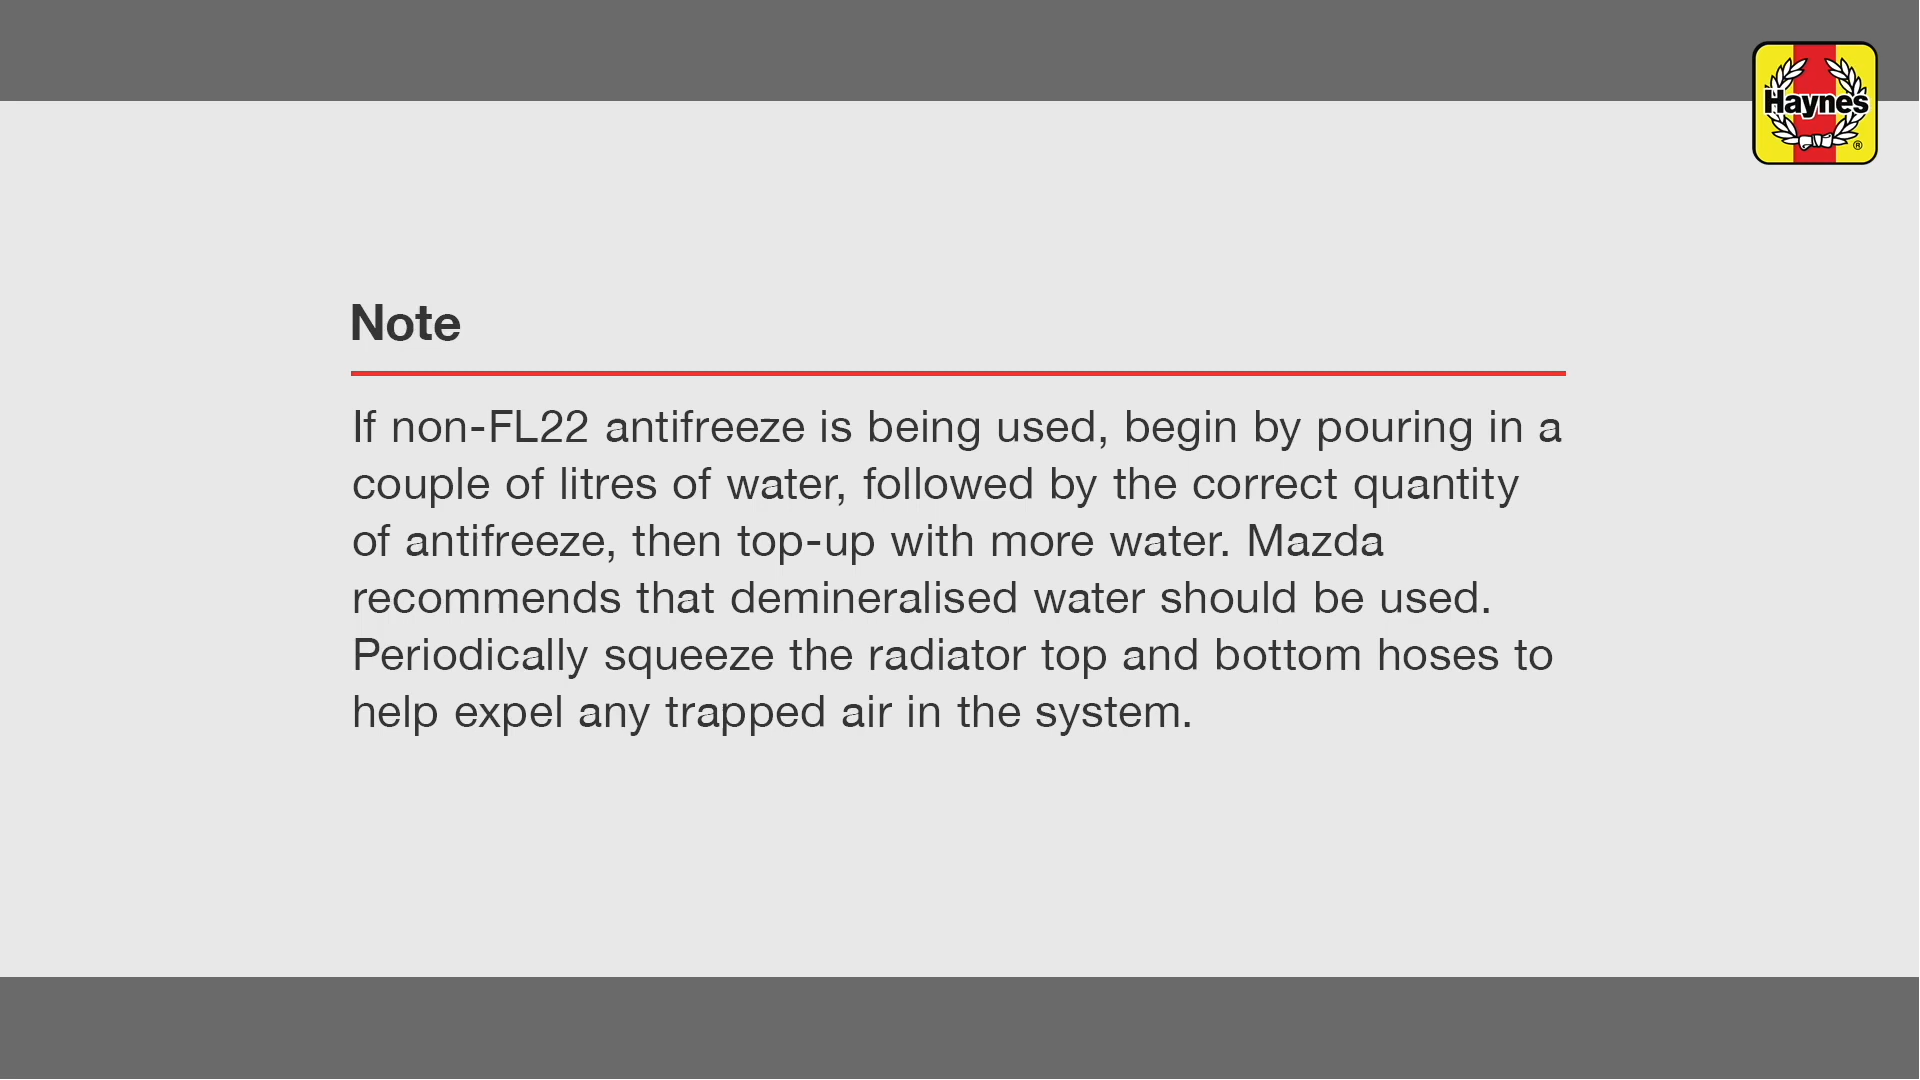 Haynes
®
Note
If non-FL22 antifreeze is being used, begin by pouring in a
couple of litres of water, followed by the correct quantity
of antifreeze, then top-up with more water. Mazda
recommends that demineralised water should be used.
Periodically squeeze the radiator top and bottom hoses to
help expel any trapped air in the system.